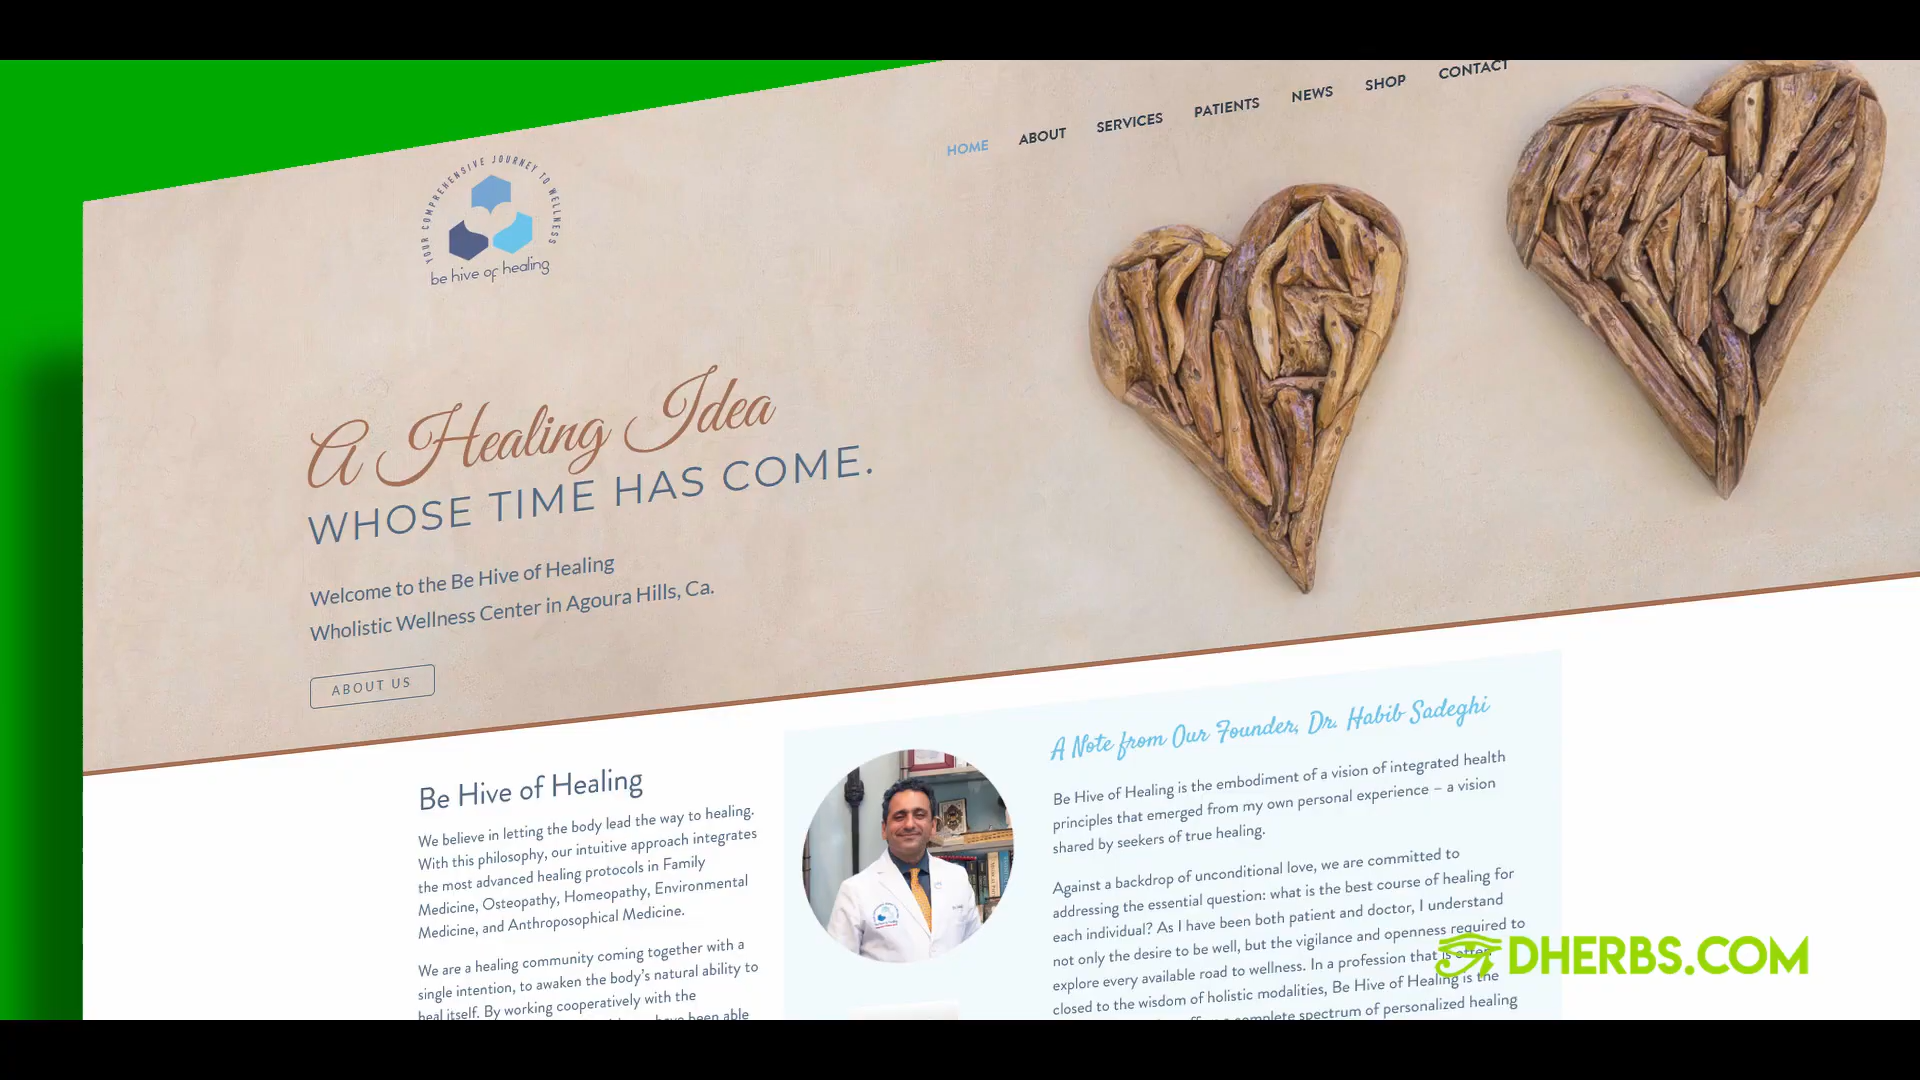 HOME ABOUT SERVICES PATIENTS NEWS SHOP CONTACT
YOUR COMPREHENSIVE JOURNEY TO WELLNESS
be hive of healing
A Healing Idea
WHOSE TIME HAS COME.
Welcome to the Be Hive of Healing
Wholistic Wellness Center in Agoura Hills, Ca.
ABOUT US
Be Hive of Healing
We believe in letting the body lead the way to healing.
With this philosophy, our intuitive approach integrates
the most advanced healing protocols in Family
Medicine, Osteopathy, Homeopathy, Environmental
Medicine, and Anthroposophical Medicine.
We are a healing community coming together with a
single intention, to awaken the body's natural ability to
heal itself. By working cooperatively with the
have been able
A Note from Our Founder, Dr. Habib Sadeghi
Be Hive of Healing is the embodiment of a vision of integrated health
principles that emerged from my own personal experience – a vision
shared by seekers of true healing.
Against a backdrop of unconditional love, we are committed to
addressing the essential question: what is the best course of healing for
each individual? As I have been both patient and doctor, I understand
not only the desire to be well, but the vigilance and openness required to
explore every available road to wellness. In a profession that is often
closed to the wisdom of holistic modalities, Be Hive of Healing is the
complete spectrum of personalized healing
DHERBS.COM